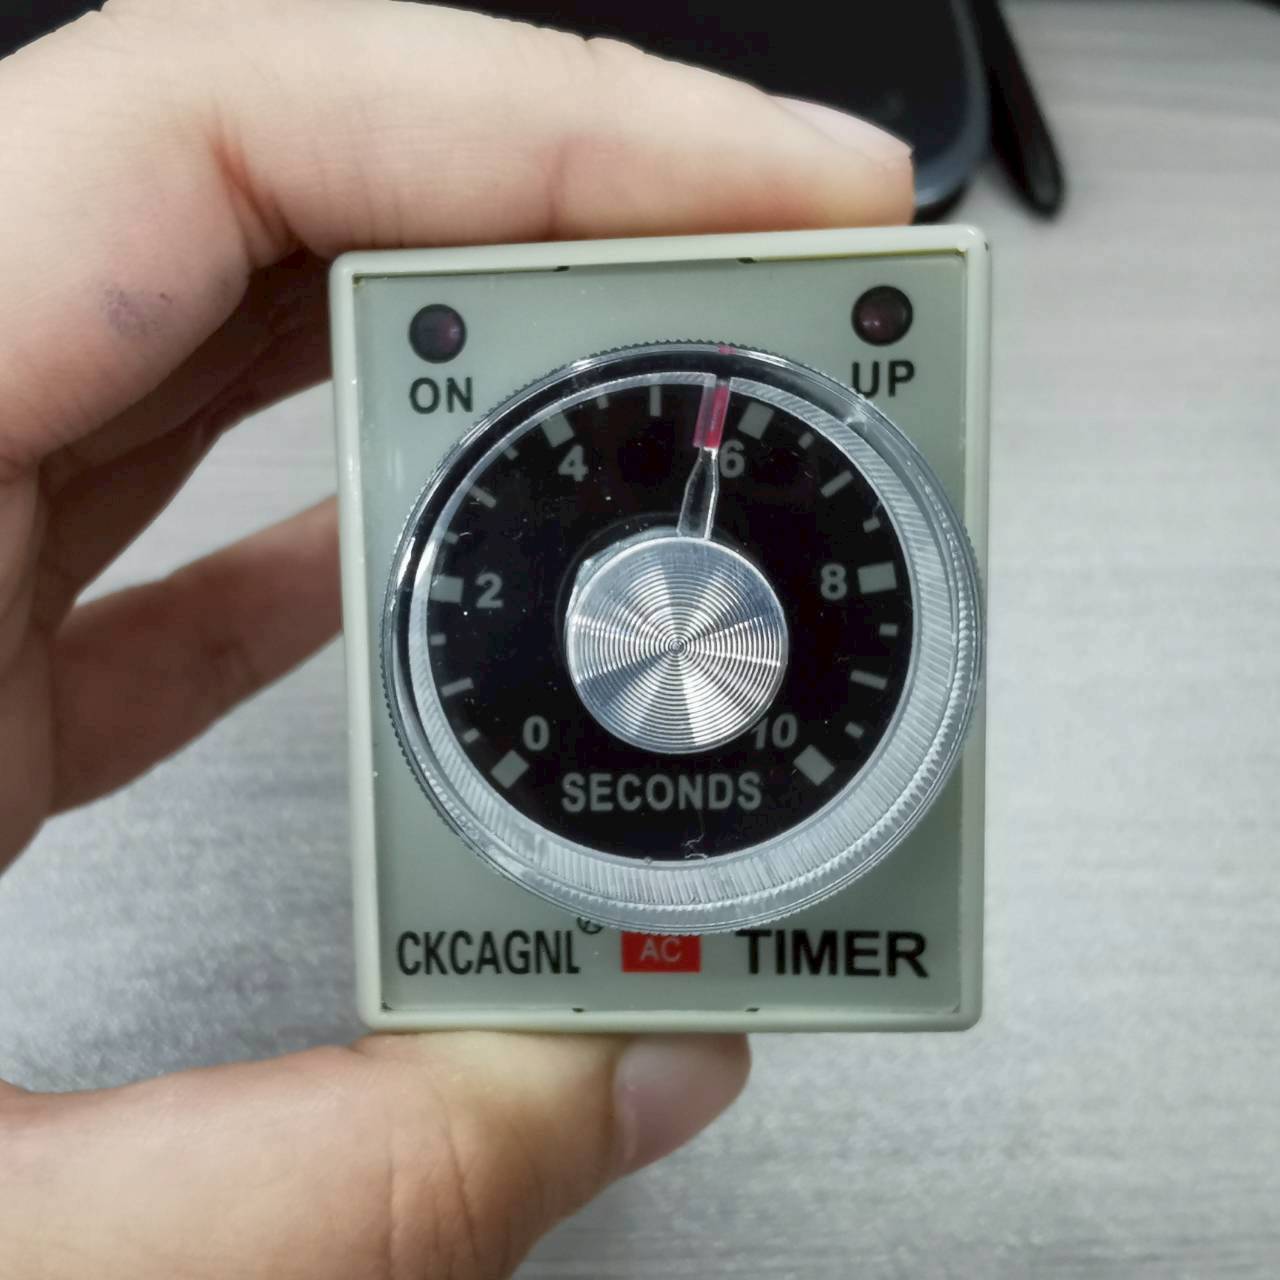 ON UP
4 6
2 8
0 10
SECONDS
CKCAGNL® AC TIMER